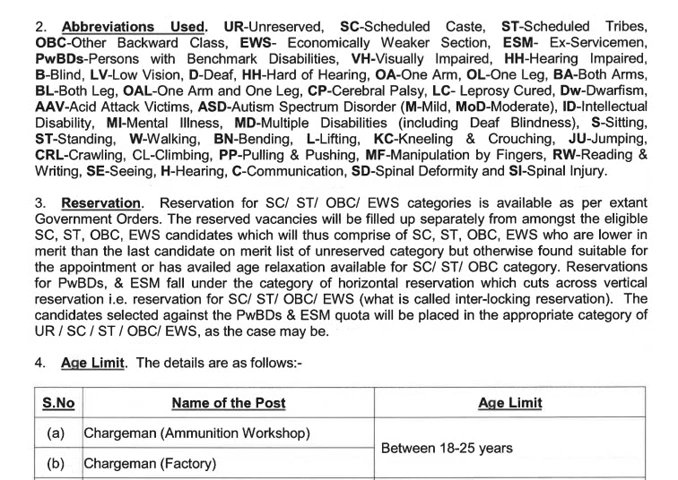 2. Abbreviations Used. UR-Unreserved, SC-Scheduled Caste, ST-Scheduled Tribes,
OBC-Other Backward Class, EWS- Economically Weaker Section, ESM- Ex-Servicemen,
PwBDs-Persons with Benchmark Disabilities, VH-Visually Impaired, HH-Hearing Impaired,
B-Blind, LV-Low Vision, D-Deaf, HH-Hard of Hearing, OA-One Arm, OL-One Leg, BA-Both Arms,
BL-Both Leg, OAL-One Arm and One Leg, CP-Cerebral Palsy, LC- Leprosy Cured, Dw-Dwarfism,
AAV-Acid Attack Victims, ASD-Autism Spectrum Disorder (M-Mild, MoD-Moderate), ID-Intellectual
Disability, MI-Mental Illness, MD-Multiple Disabilities (including Deaf Blindness), S-Sitting,
ST-Standing, W-Walking, BN-Bending, L-Lifting, KC-Kneeling & Crouching, JU-Jumping,
CRL-Crawling, CL-Climbing, PP-Pulling & Pushing, MF-Manipulation by Fingers, RW-Reading &
Writing, SE-Seeing, H-Hearing, C-Communication, SD-Spinal Deformity and SI-Spinal Injury.
3. Reservation. Reservation for SC/ ST/ OBC/ EWS categories is available as per extant
Government Orders. The reserved vacancies will be filled up separately from amongst the eligible
SC, ST, OBC, EWS candidates which will thus comprise of SC, ST, OBC, EWS who are lower in
merit than the last candidate on merit list of unreserved category but otherwise found suitable for
the appointment or has availed age relaxation available for SC/ ST/ OBC category. Reservations
for PwBDs, & ESM fall under the category of horizontal reservation which cuts across vertical
reservation i.e. reservation for SC/ ST/ OBC/ EWS (what is called inter-locking reservation). The
candidates selected against the PwBDs & ESM quota will be placed in the appropriate category of
UR / SC / ST / OBC/ EWS, as the case may be.
4. Age Limit. The details are as follows:-
S.No Name of the Post Age Limit
(a) Chargeman (Ammunition Workshop)
Between 18-25 years
(b) Chargeman (Factory)